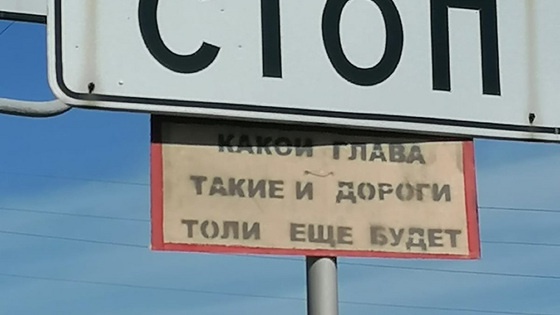 СТОП
КАКОИ ГЛАВА
ТАКИЕ И ДОРОГИ
ТОЛИ ЕЩЕ БУДЕТ